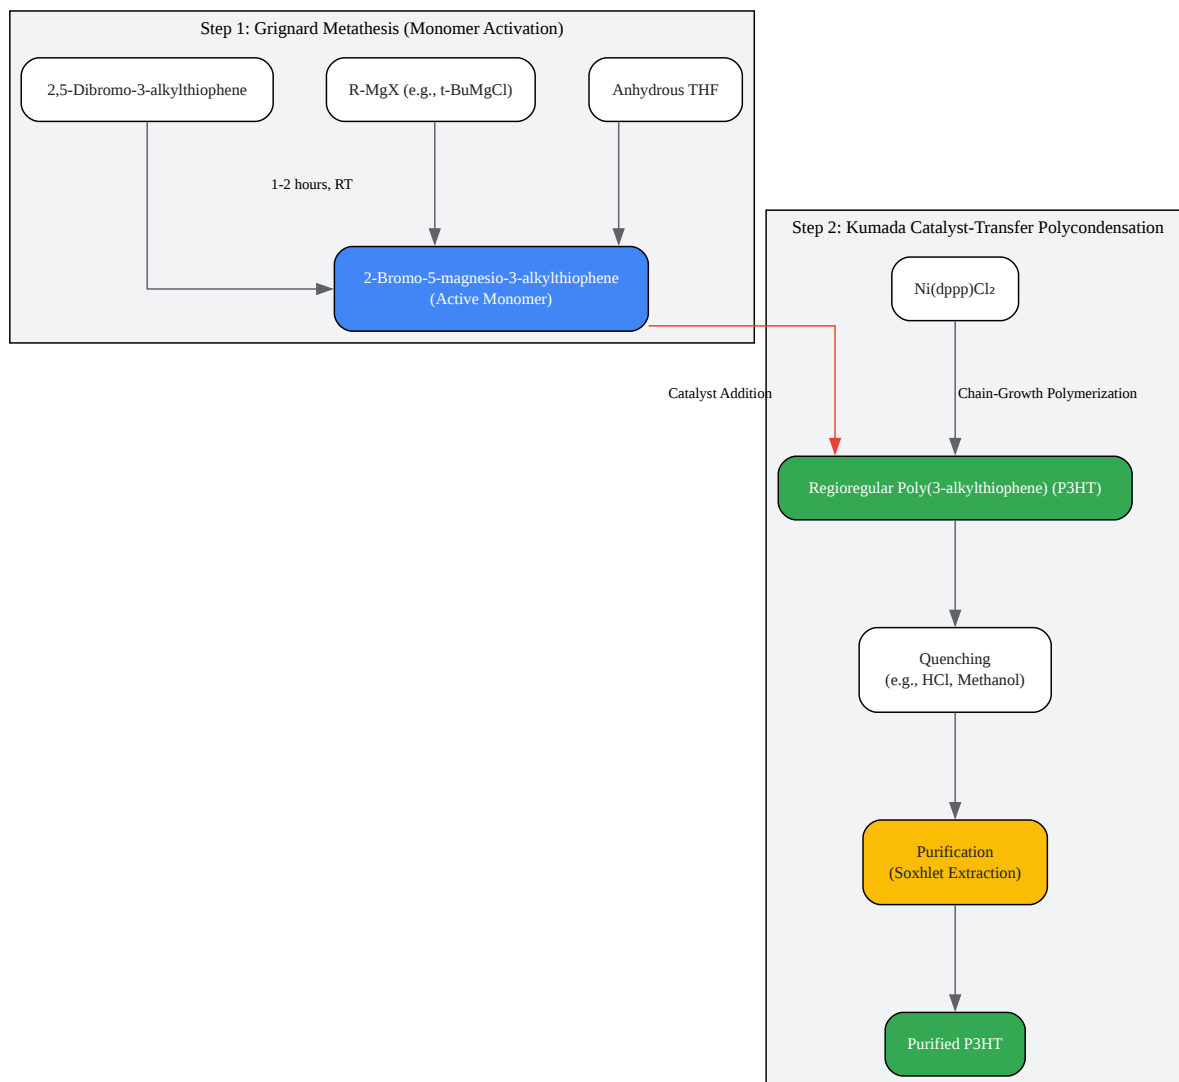 Step 1: Grignard Metathesis (Monomer Activation)
2,5-Dibromo-3-alkylthiophene
R-MgX (e.g., t-BuMgCl)
Anhydrous THF
1-2 hours, RT
2-Bromo-5-magnesio-3-alkylthiophene
(Active Monomer)
Step 2: Kumada Catalyst-Transfer Polycondensation
Ni(dppp)Cl₂
Catalyst Addition
Chain-Growth Polymerization
Regioregular Poly(3-alkylthiophene) (P3HT)
Quenching
(e.g., HCl, Methanol)
Purification
(Soxhlet Extraction)
Purified P3HT